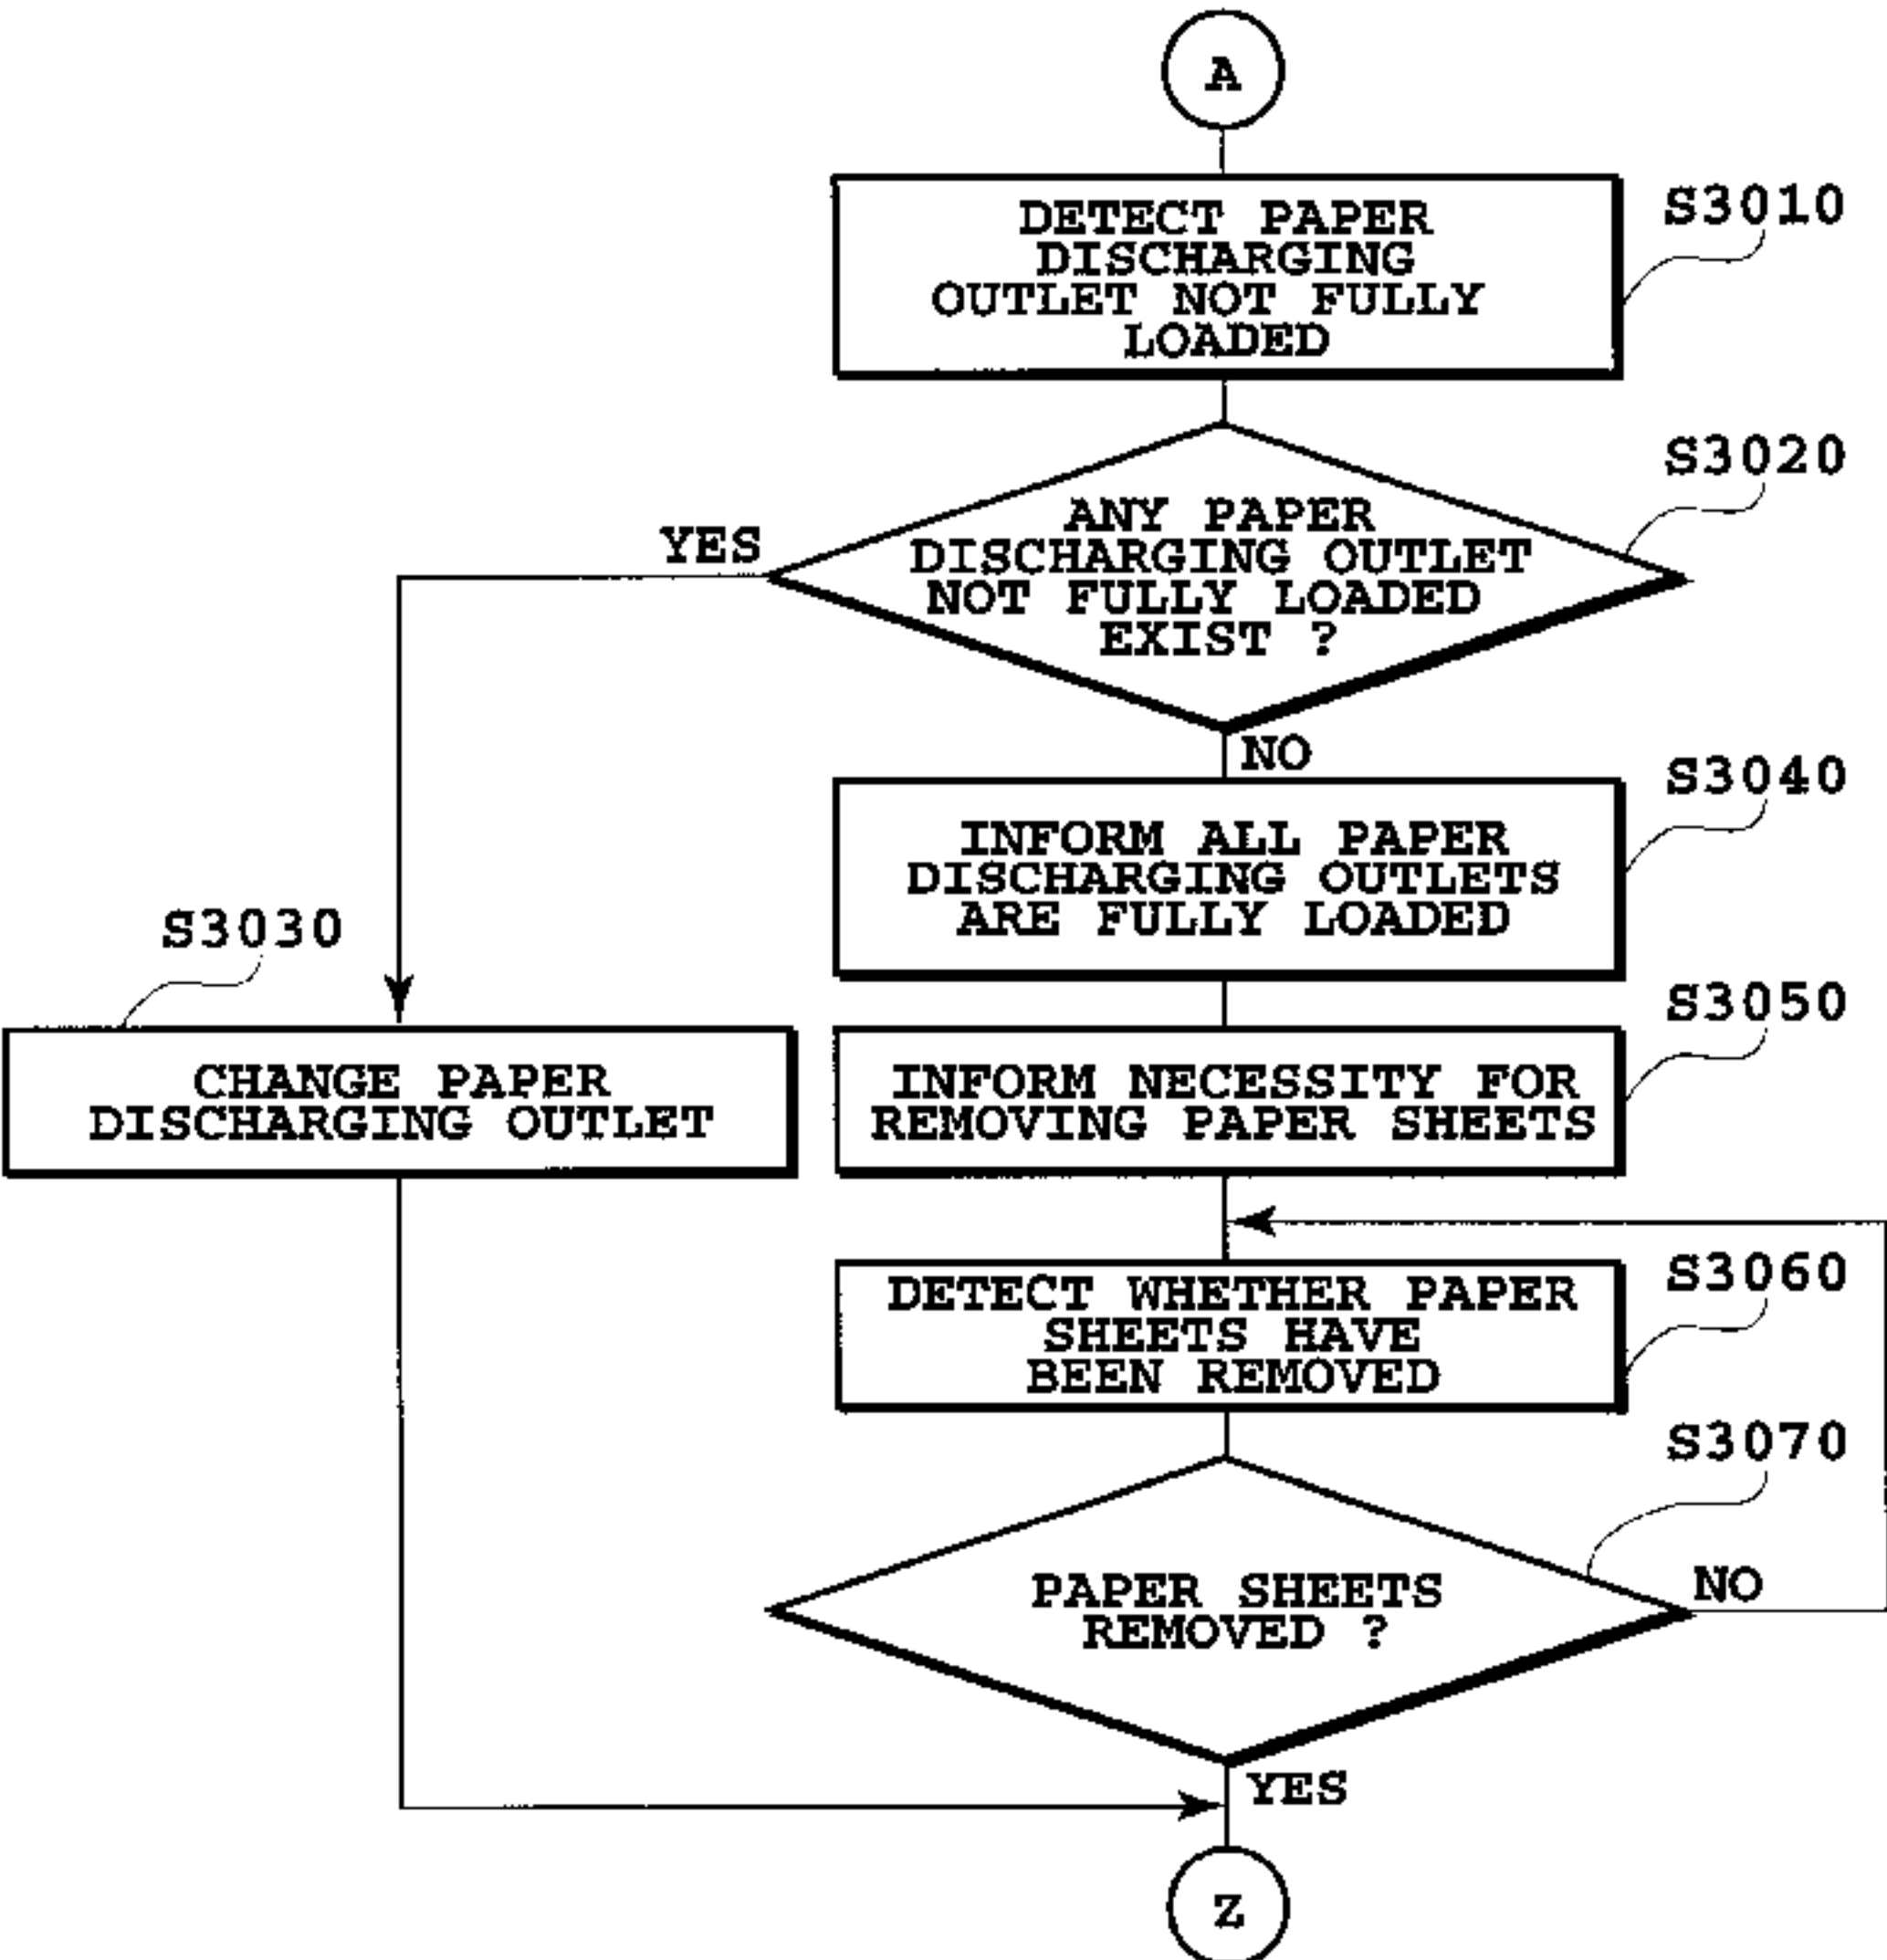 A
DETECT PAPER
DISCHARGING
OUTLET NOT FULLY
LOADED
S3010
ANY PAPER
DISCHARGING OUTLET
NOT FULLY LOADED
EXIST ?
S3020
YES
NO
INFORM ALL PAPER
DISCHARGING OUTLETS
ARE FULLY LOADED
S3040
S3030
CHANGE PAPER
DISCHARGING OUTLET
INFORM NECESSITY FOR
REMOVING PAPER SHEETS
S3050
DETECT WHETHER PAPER
SHEETS HAVE
BEEN REMOVED
S3060
S3070
PAPER SHEETS
REMOVED ?
NO
YES
Z